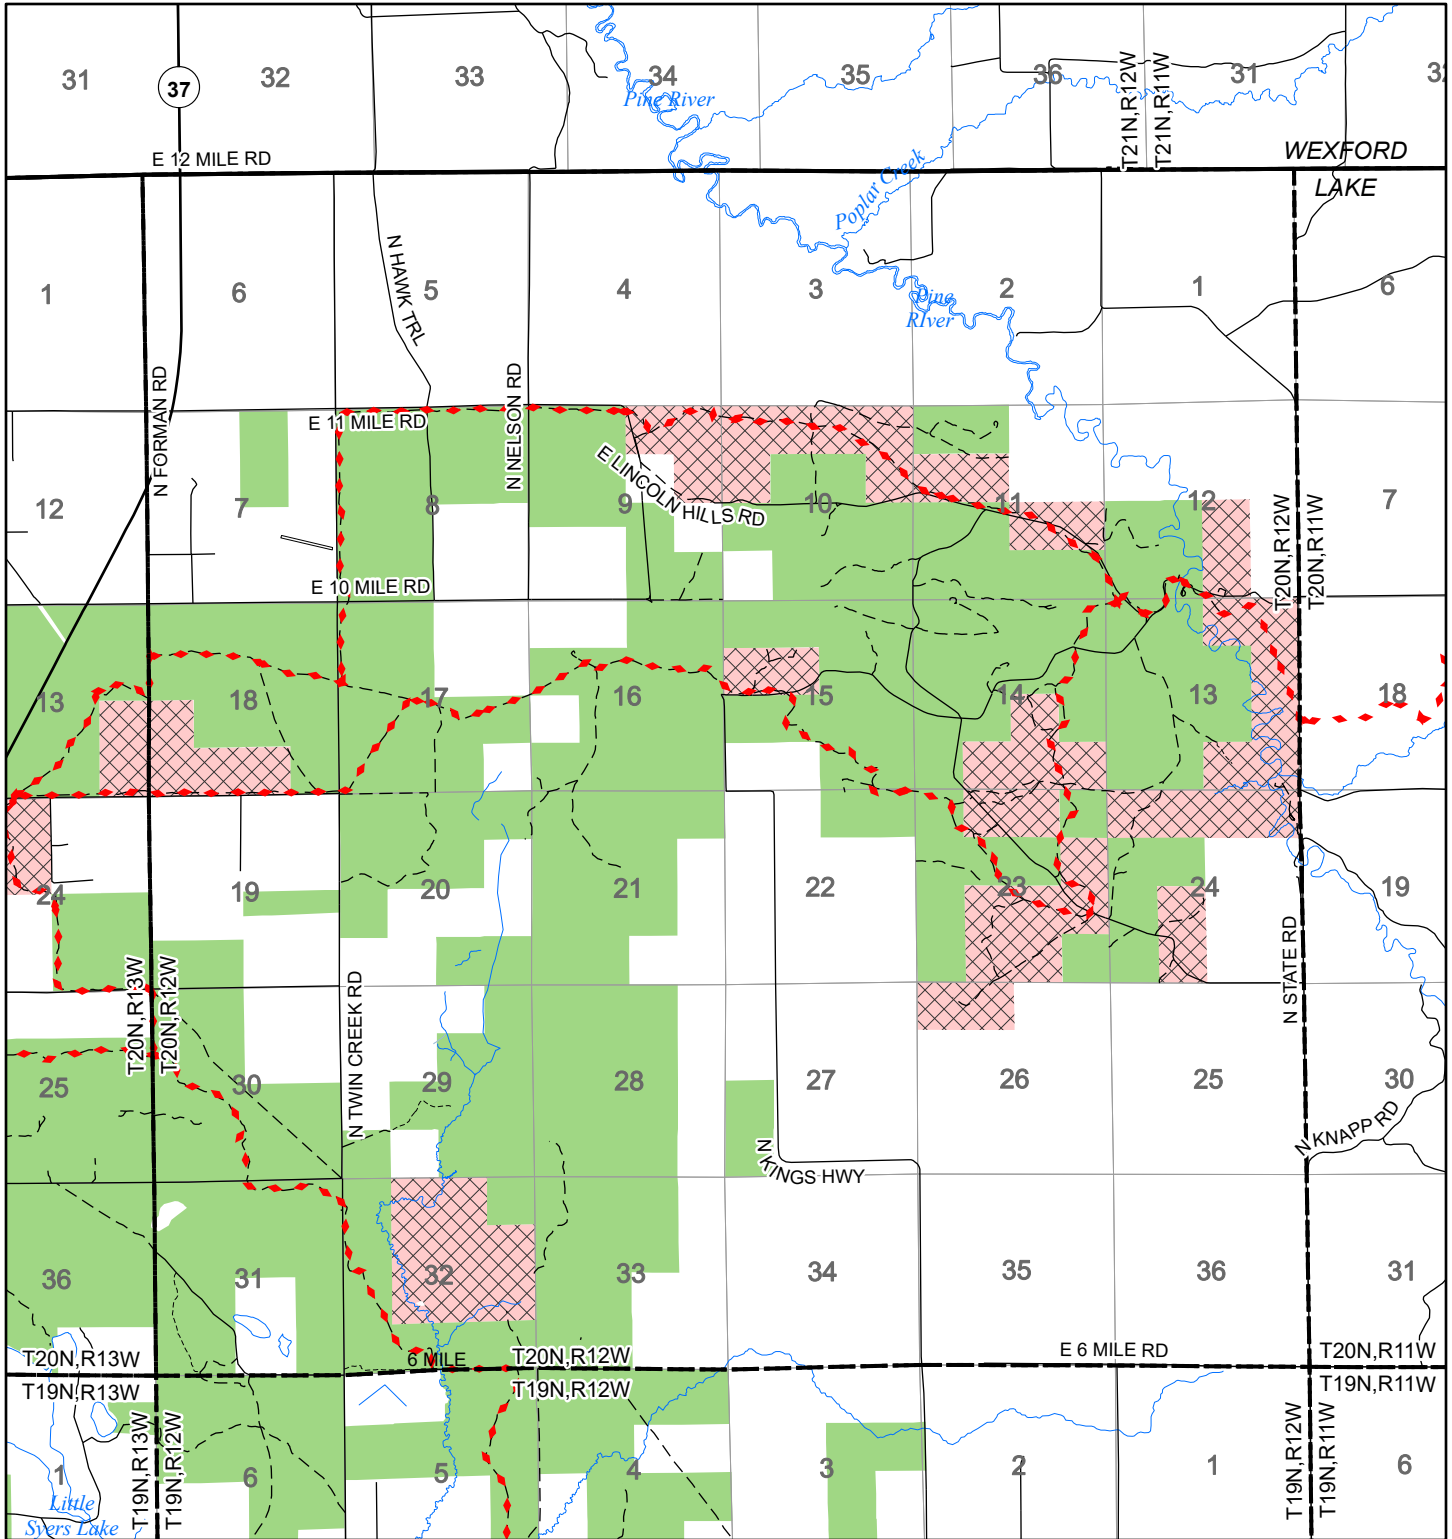 31
32
33
34
35
36
31
37
Pine River
T21N,R12W
T21N,R11W
E 12 MILE RD
WEXFORD
LAKE
Poplar Creek
1
6
5
4
3
2
1
6
N HAWK TRL
Pine
RIver
N FORMAN RD
N NELSON RD
E 11 MILE RD
E LINCOLN HILLS RD
12
7
8
9
10
11
12
7
T20N,R12W
T20N,R11W
E 10 MILE RD
13
18
17
16
15
14
13
18
24
19
20
21
22
23
24
19
T20N,R13W
T20N,R12W
N TWIN CREEK RD
N STATE RD
25
30
29
28
27
26
25
30
N KINGS HWY
N KNAPP RD
36
31
32
33
34
35
36
31
T20N,R13W
6 MILE
T20N,R12W
E 6 MILE RD
T20N,R11W
T19N,R13W
T19N,R12W
T19N,R11W
T19N,R13W
T19N,R12W
T19N,R12W
T19N,R11W
1
6
5
4
3
2
1
6
Little
Syers Lake